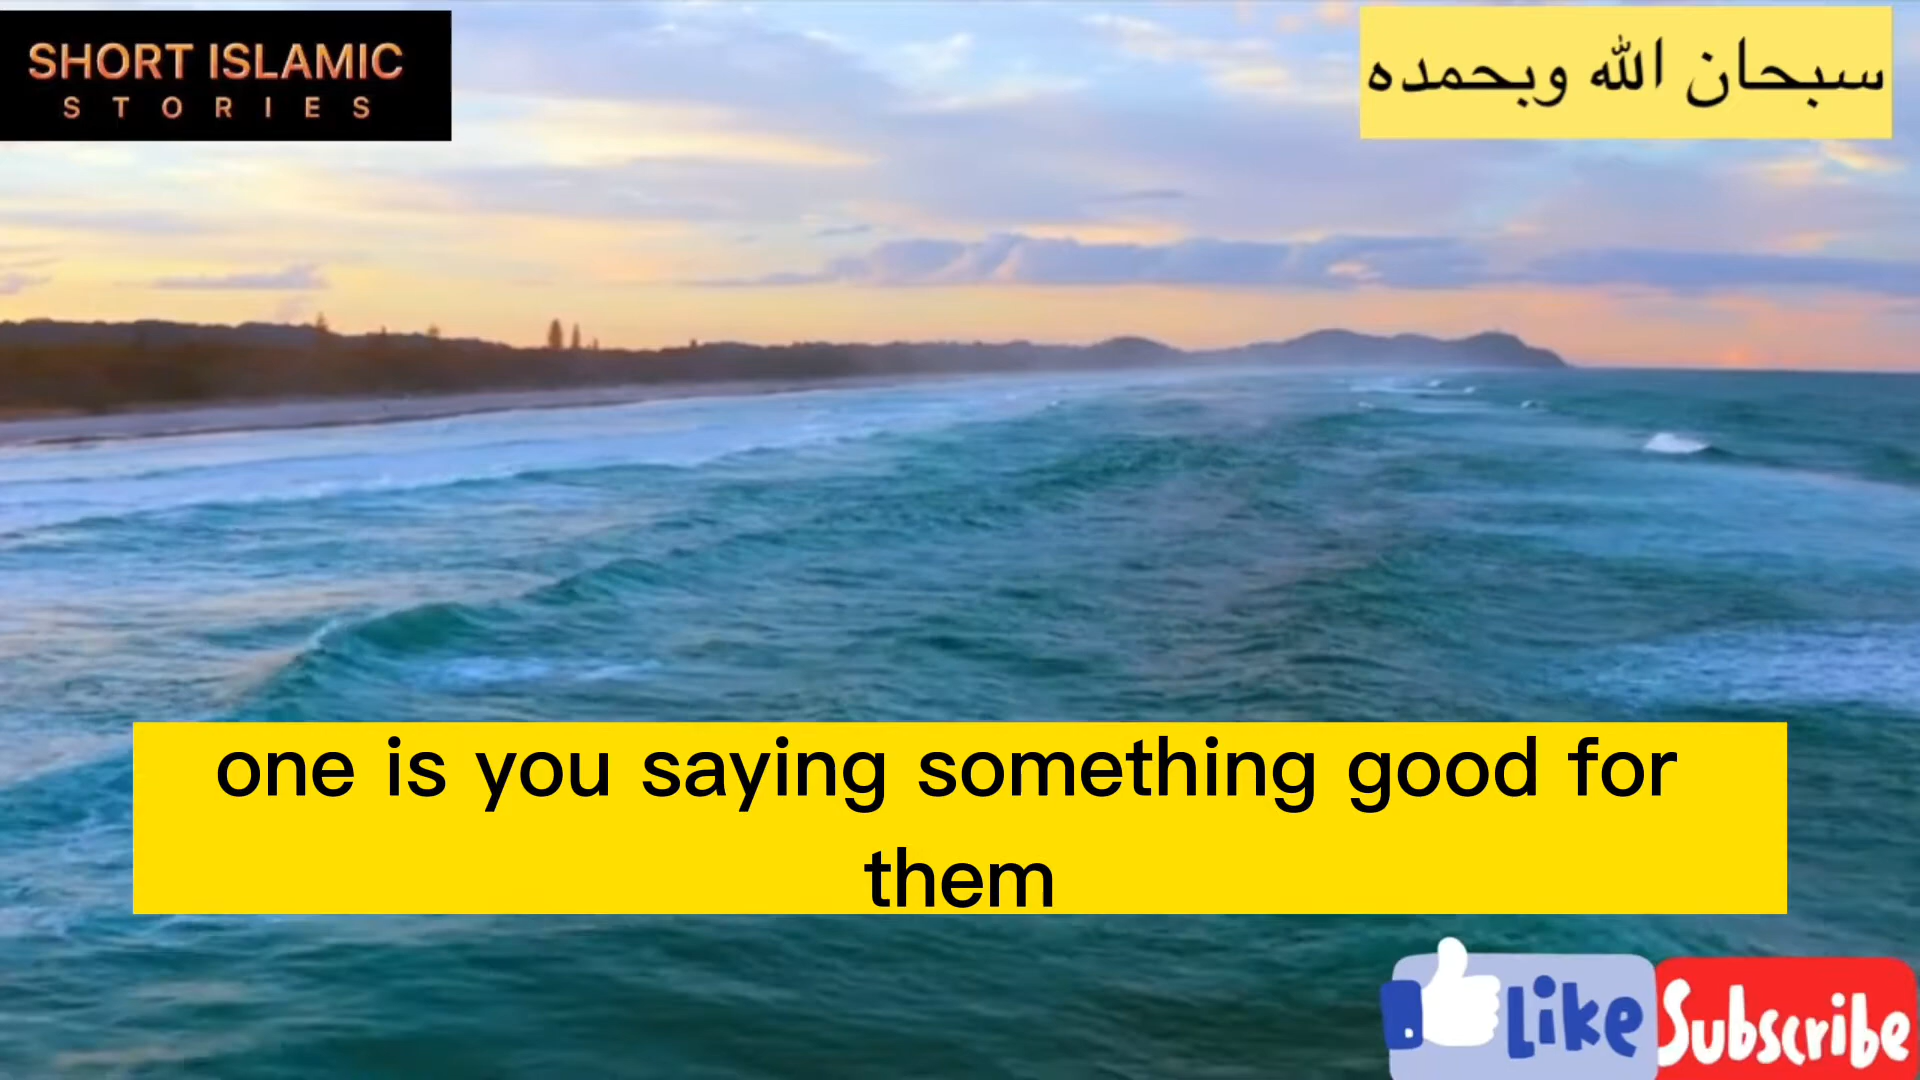 SHORT ISLAMIC
STORIES
سبحان الله وبحمده
one is you saying something good for
them
Like
Subscribe